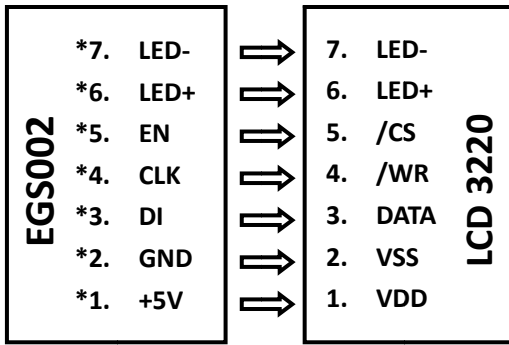 EGS002
*7. LED-
*6. LED+
*5. EN
*4. CLK
*3. DI
*2. GND
*1. +5V
7. LED-
6. LED+
5. /CS
4. /WR
3. DATA
2. VSS
1. VDD
LCD 3220